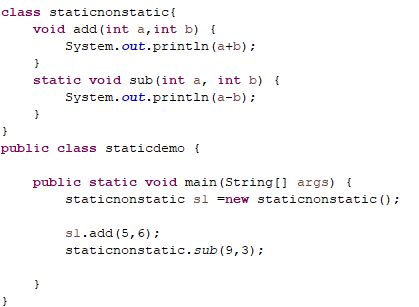 class staticnonstatic{
void add(int a,int b) {
System.out.println(a+b);
}
static void sub(int a, int b) {
System.out.println(a-b);
}
}
public class staticdemo {
public static void main(String[] args) {
staticnonstatic s1 =new staticnonstatic();
s1.add(5,6);
staticnonstatic.sub(9,3);
}
}